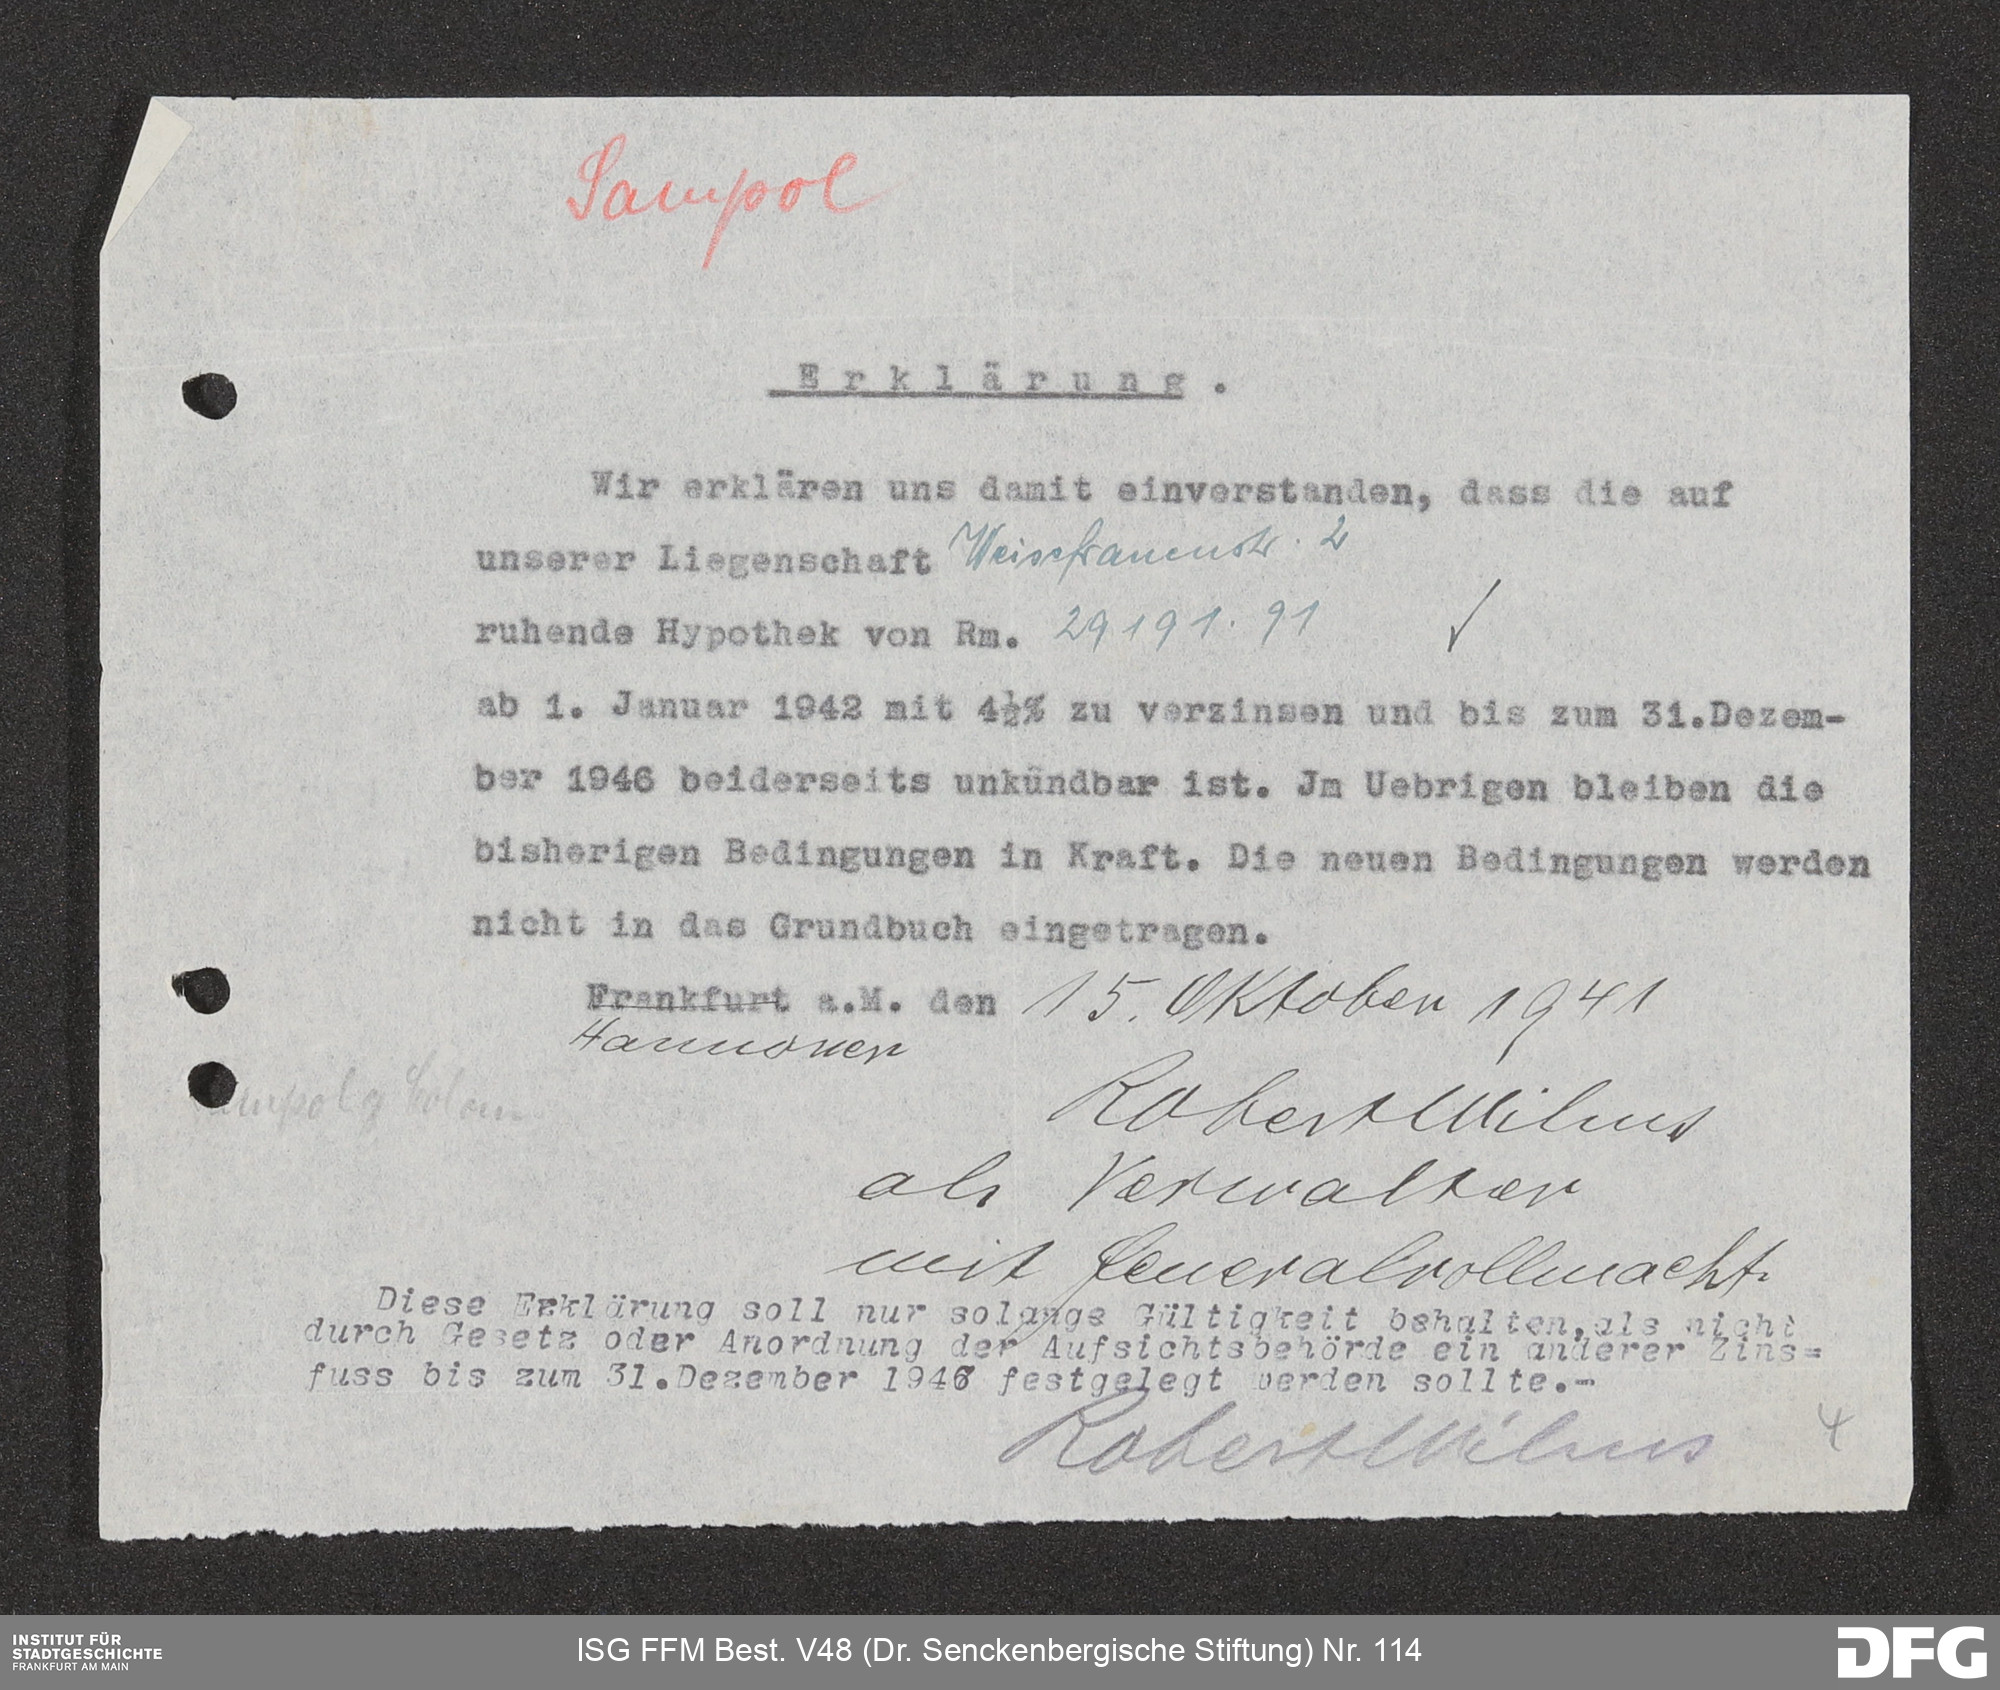 Sampol
Erklärung.
Wir erklären uns damit einverstanden, dass die auf
unserer Liegenschaft Weissfrauenstr. 2
ruhende Hypothek von Rm. 29191.91
ab 1. Januar 1942 mit 4½% zu verzinsen und bis zum 31.Dezem-
ber 1946 beiderseits unkündbar ist. Jm Uebrigen bleiben die
bisherigen Bedingungen in Kraft. Die neuen Bedingungen werden
nicht in das Grundbuch eingetragen.
Frankfurt a.M. den 15. Oktober 1941
Hannover
Robert Wilms
als Verwalter
mit Generalvollmacht
Diese Erklärung soll nur solange Gültigkeit behalten,als nicht
durch Gesetz oder Anordnung der Aufsichtsbehörde ein anderer Zins=
fuss bis zum 31.Dezember 1946 festgelegt werden sollte.-
Robert Wilms
4
INSTITUT FÜR
STADTGESCHICHTE
FRANKFURT AM MAIN
ISG FFM Best. V48 (Dr. Senckenbergische Stiftung) Nr. 114
DFG